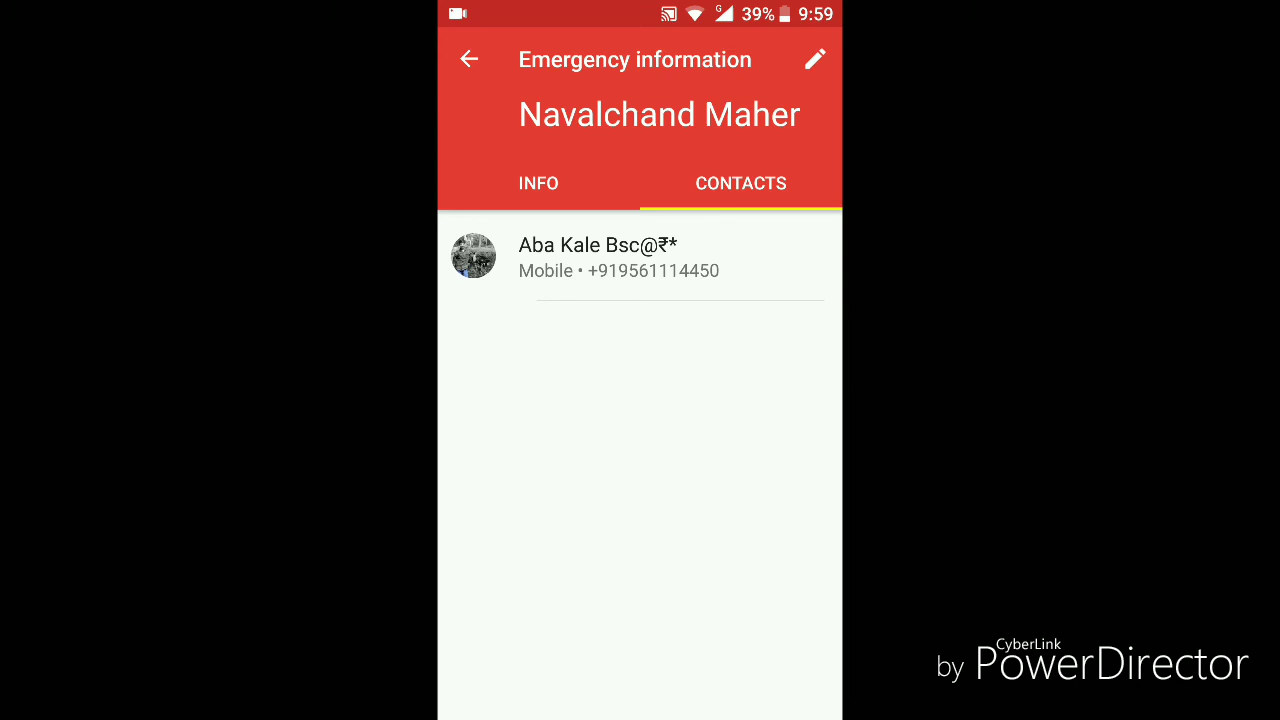 G 39% 9:59
Emergency information
Navalchand Maher
INFO CONTACTS
Aba Kale Bsc@₹*
Mobile • +919561114450
CyberLink
by PowerDirector